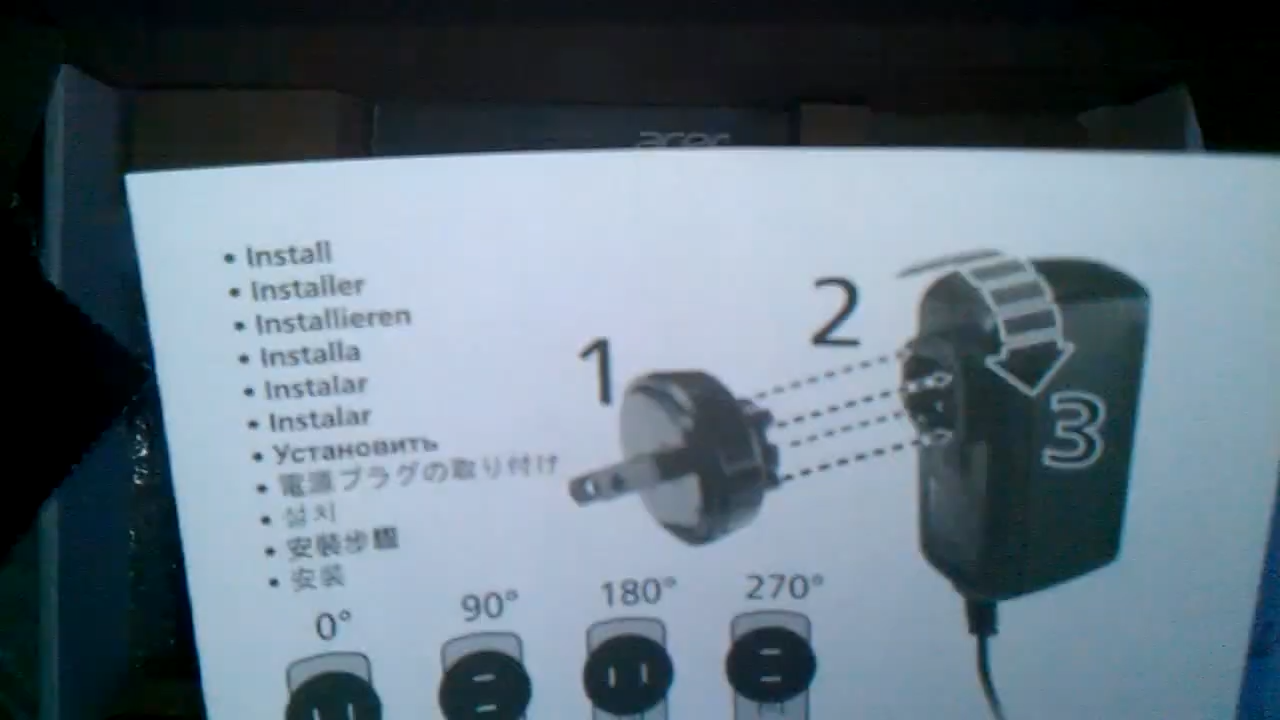 acer
• Install
• Installer
• Installieren
• Installa
• Instalar
• Instalar
• Установить
• 電源プラグの取り付け
• 설치
• 安裝步驟
• 安装
1
2
3
0°
90°
180°
270°